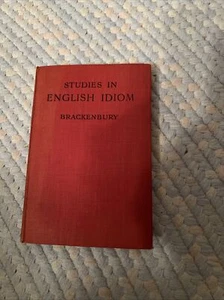 STUDIES IN
ENGLISH IDIOM
BRACKENBURY